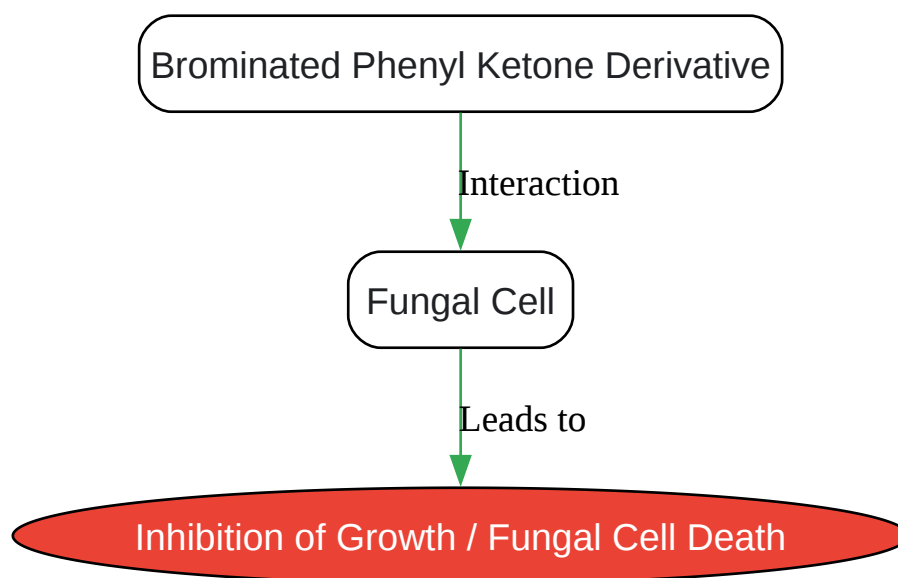 Brominated Phenyl Ketone Derivative
Interaction
Fungal Cell
Leads to
Inhibition of Growth / Fungal Cell Death